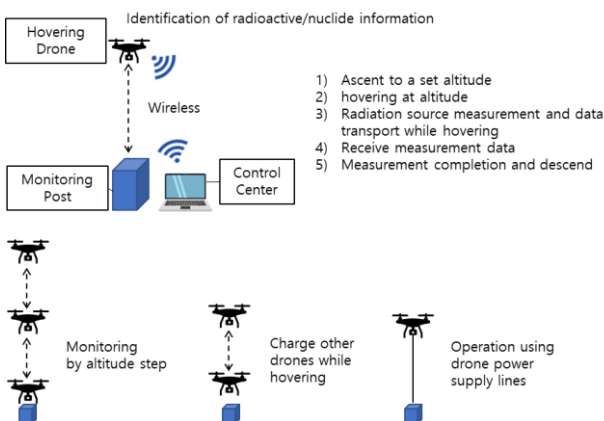 Identification of radioactive/nuclide information
Hovering
Drone
Wireless
1) Ascent to a set altitude
2) hovering at altitude
3) Radiation source measurement and data
transport while hovering
4) Receive measurement data
5) Measurement completion and descend
Monitoring
Post
Control
Center
Monitoring
by altitude step
Charge other
drones while
hovering
Operation using
drone power
supply lines